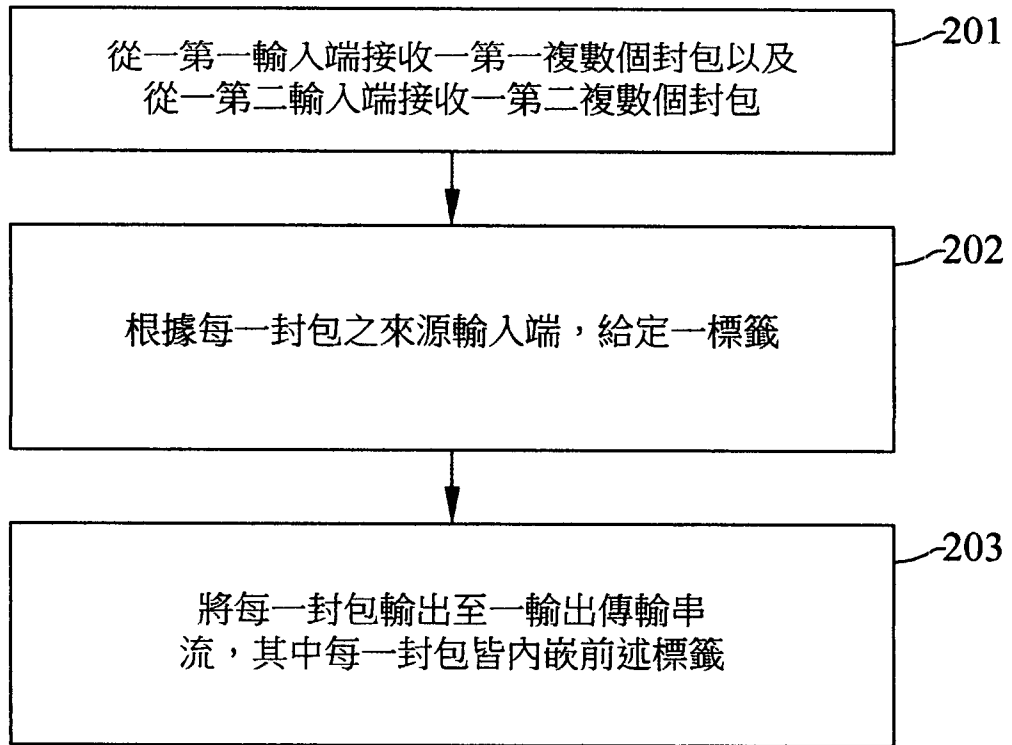 從一第一輸入端接收一第一複數個封包以及
從一第二輸入端接收一第二複數個封包
201
根據每一封包之來源輸入端，給定一標籤
202
將每一封包輸出至一輸出傳輸串
流，其中每一封包皆內嵌前述標籤
203